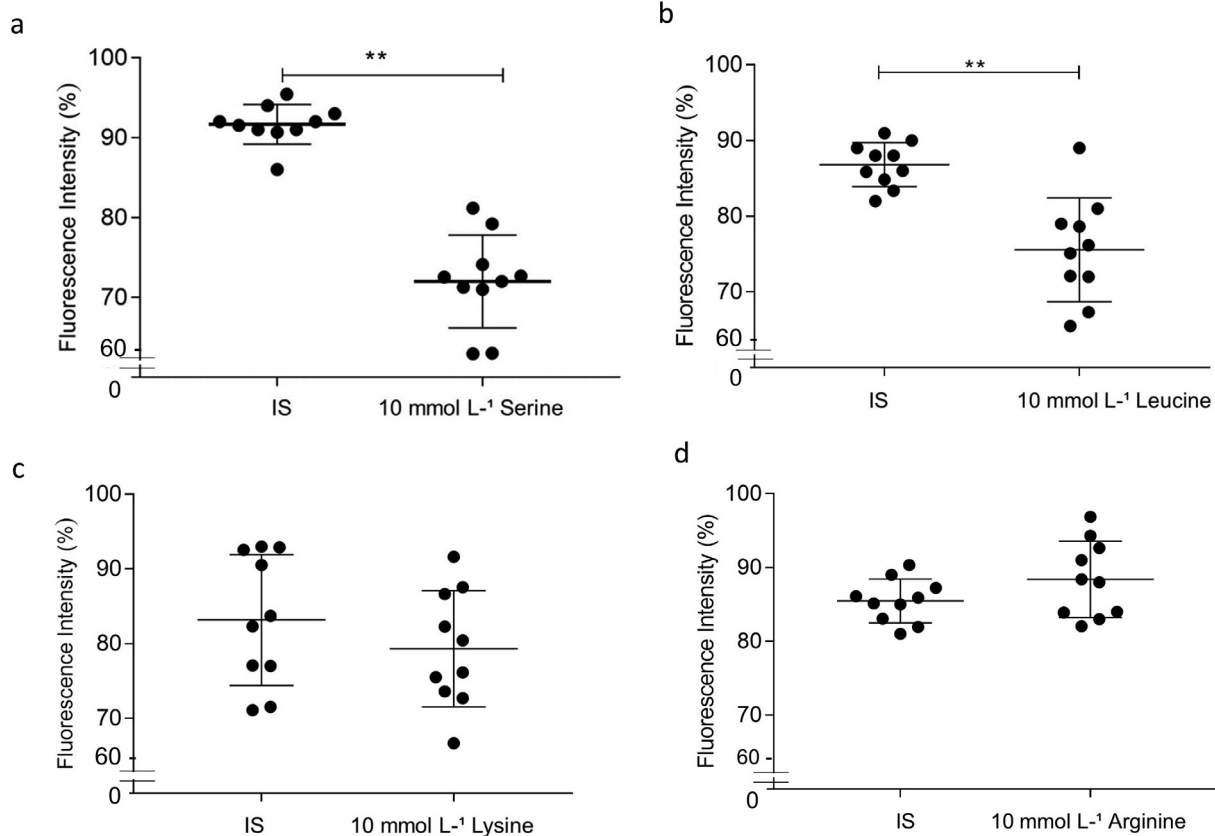 a
Fluorescence Intensity (%)
100
90
80
70
60
0
**
IS
10 mmol L-¹ Serine
b
Fluorescence Intensity (%)
100
90
80
70
60
0
**
IS
10 mmol L-¹ Leucine
c
Fluorescence Intensity (%)
100
90
80
70
60
0
IS
10 mmol L-¹ Lysine
d
Fluorescence Intensity (%)
100
90
80
70
60
0
IS
10 mmol L-¹ Arginine